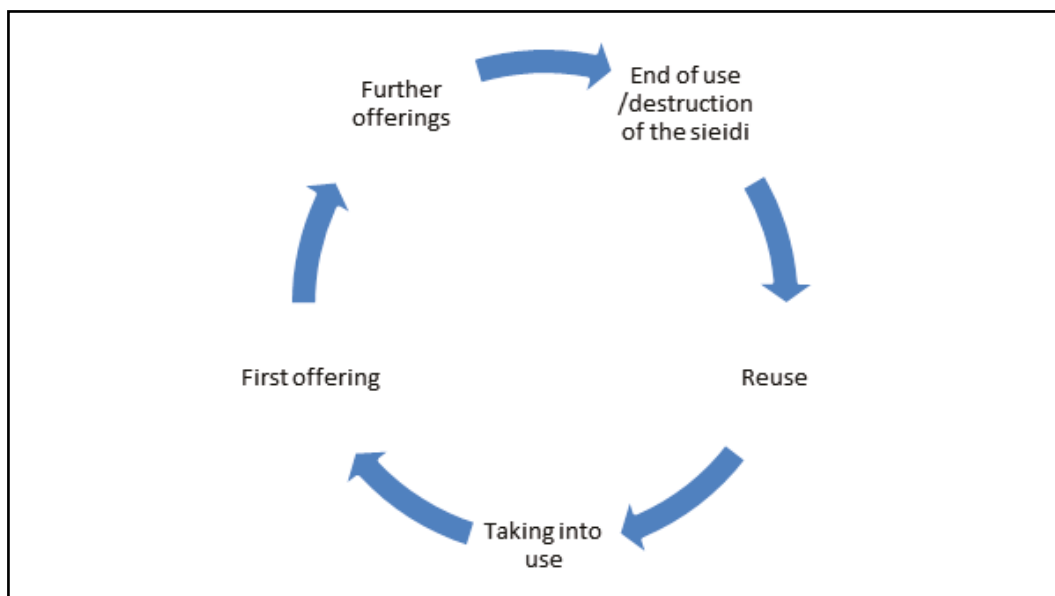 Further
offerings
End of use
/destruction
of the sieidi
First offering
Reuse
Taking into
use